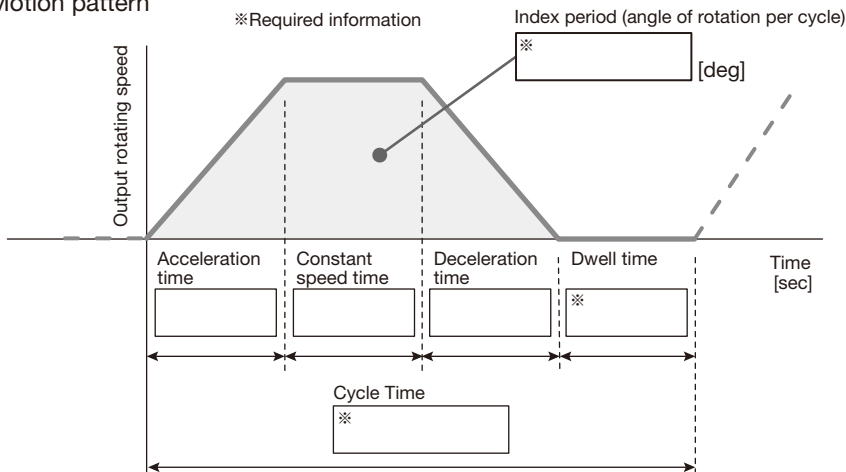 Motion pattern
※Required information
Index period (angle of rotation per cycle)
※
[deg]
Output rotating speed
Acceleration
time
Constant
speed time
Deceleration
time
Dwell time
※
Time
[sec]
Cycle Time
※